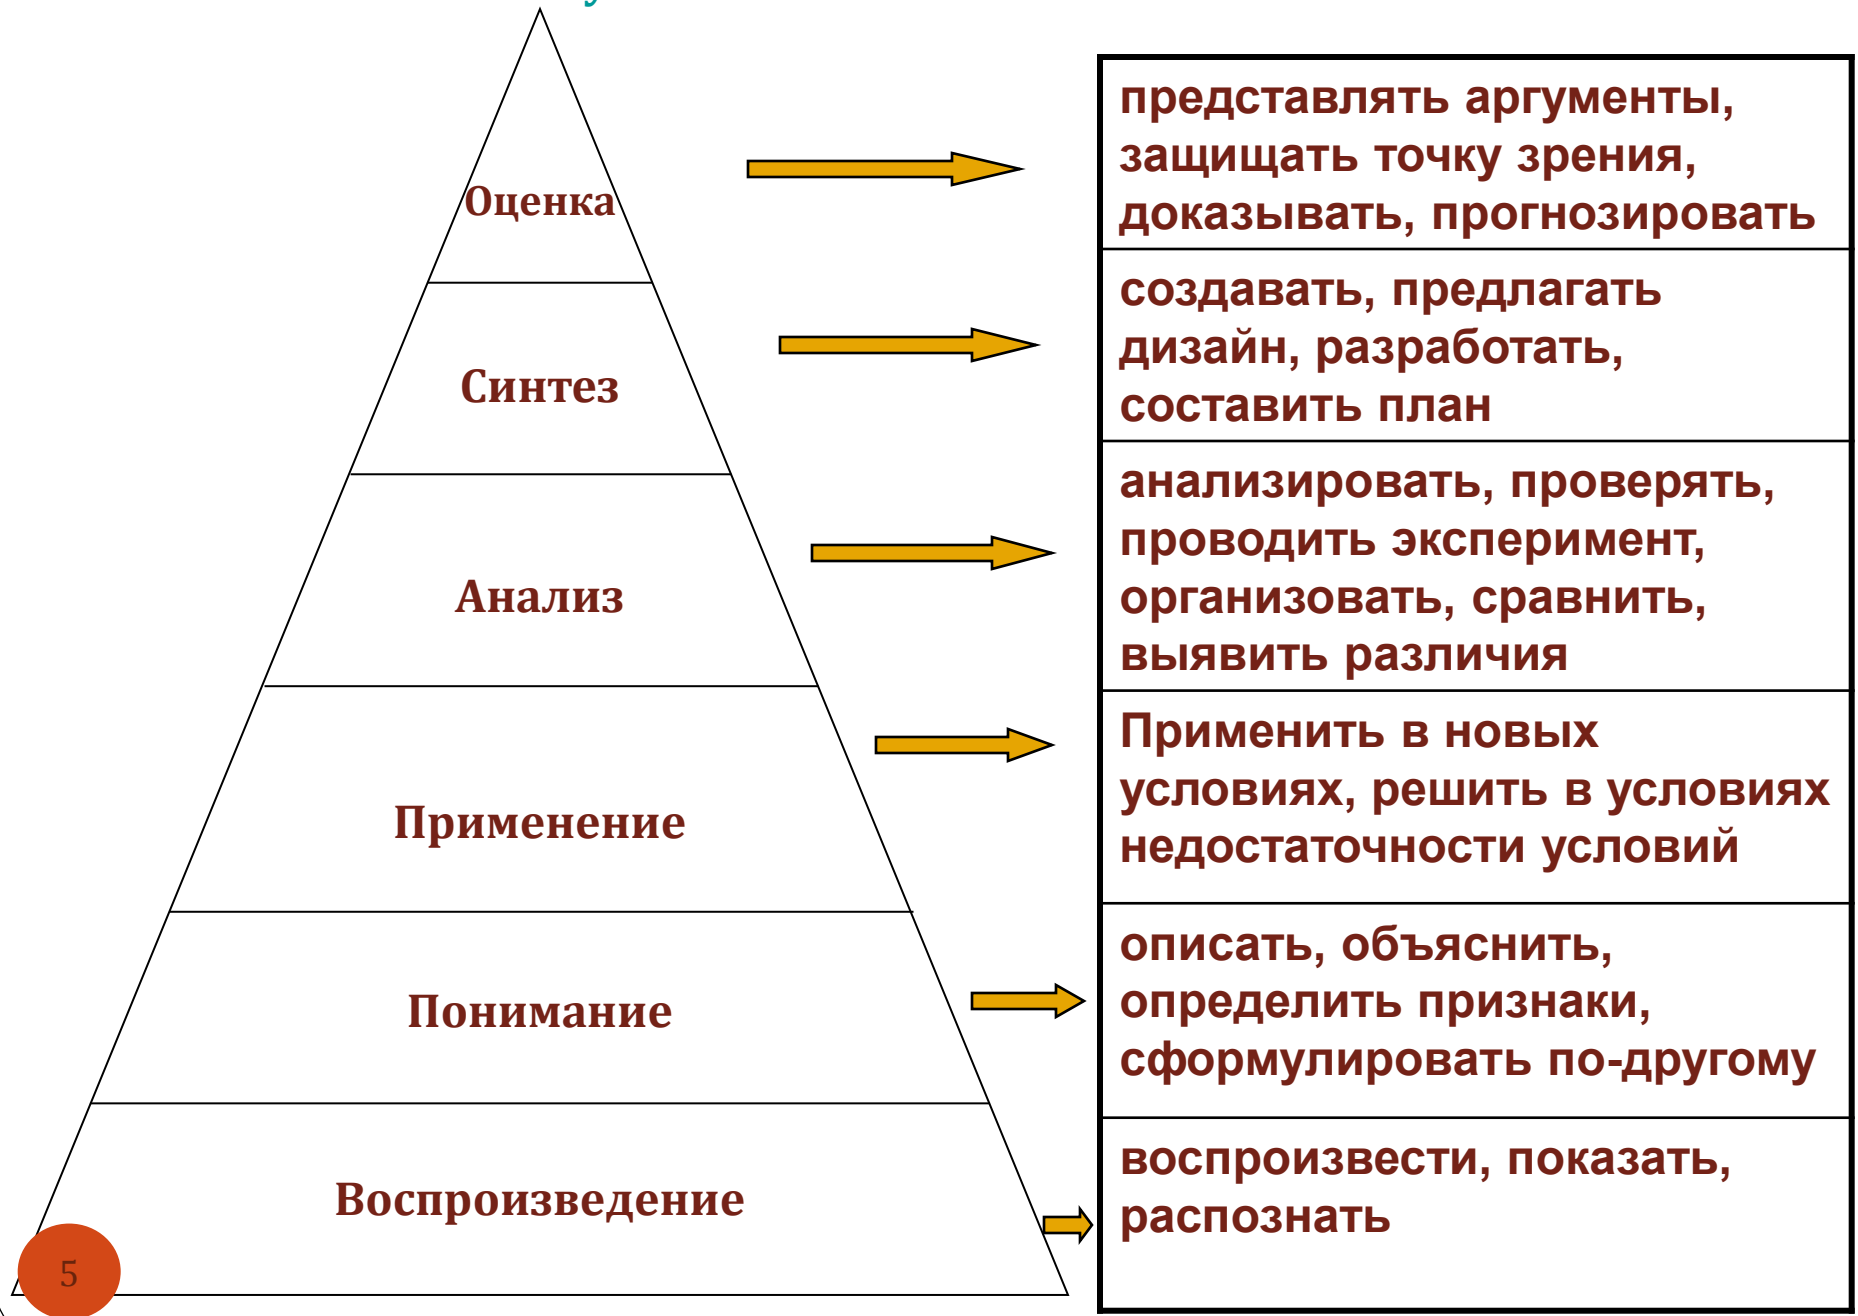 Оценка
Синтез
Анализ
Применение
Понимание
Воспроизведение
5
представлять аргументы,
защищать точку зрения,
доказывать, прогнозировать
создавать, предлагать
дизайн, разработать,
составить план
анализировать, проверять,
проводить эксперимент,
организовать, сравнить,
выявить различия
Применить в новых
условиях, решить в условиях
недостаточности условий
описать, объяснить,
определить признаки,
сформулировать по-другому
воспроизвести, показать,
распознать